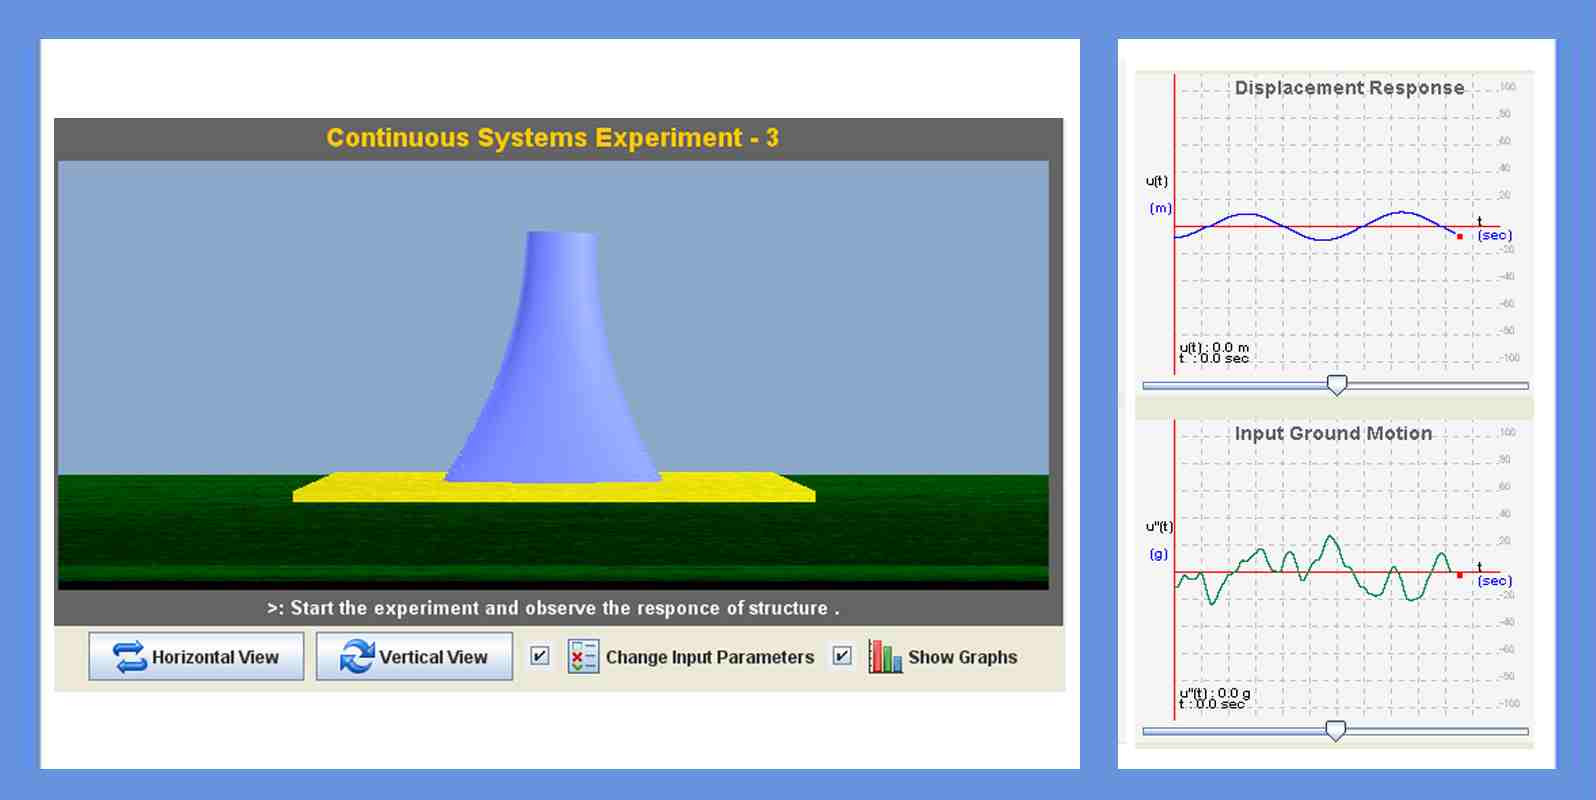 Continuous Systems Experiment - 3
>: Start the experiment and observe the responce of structure .
Horizontal View
Vertical View
Change Input Parameters
Show Graphs
Displacement Response
100
80
60
40
20
u(t)
(m)
t
(sec)
-20
-40
-60
-80
-100
u(t) : 0.0 m
t : 0.0 sec
Input Ground Motion
100
80
60
40
20
u"(t)
(g)
t
(sec)
-20
-40
-60
-80
-100
u"(t) : 0.0 g
t : 0.0 sec